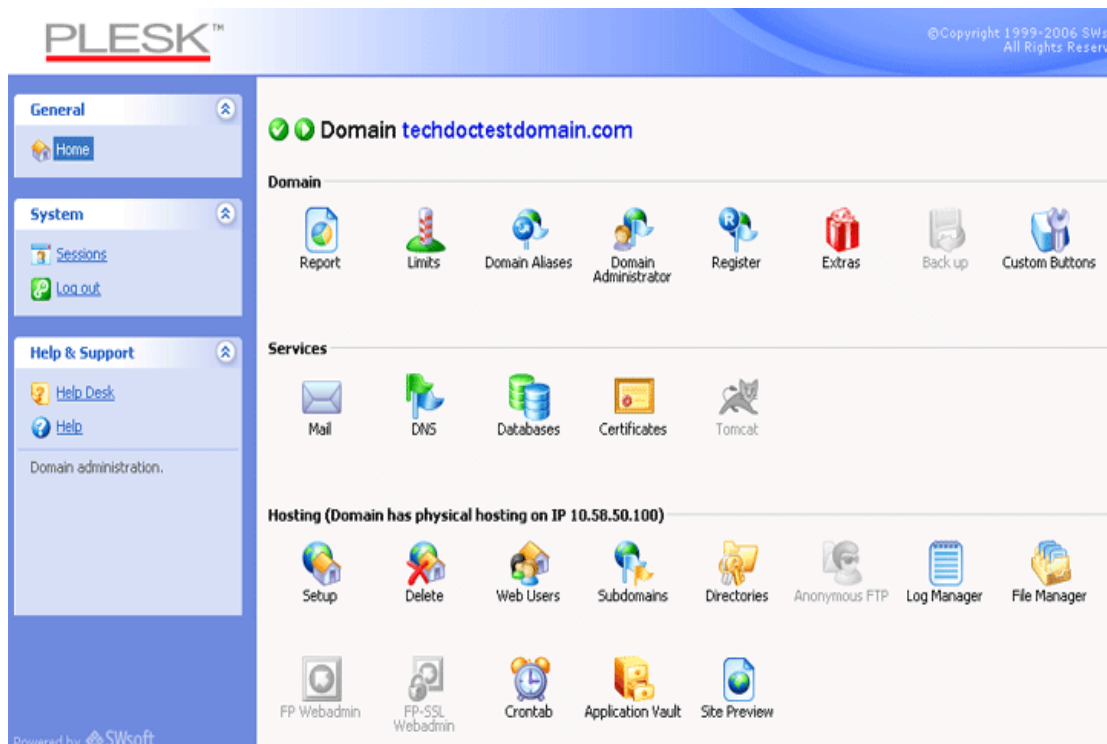 PLESK™
©Copyright 1999-2006 SWs
All Rights Reserv
General
Home
System
Sessions
Log out
Help & Support
Help Desk
Help
Domain administration.
Powered by SWsoft
Domain techdoctestdomain.com
Domain
Report
Limits
Domain Aliases
Domain
Administrator
Register
Extras
Back up
Custom Buttons
Services
Mail
DNS
Databases
Certificates
Tomcat
Hosting (Domain has physical hosting on IP 10.58.50.100)
Setup
Delete
Web Users
Subdomains
Directories
Anonymous FTP
Log Manager
File Manager
FP Webadmin
FP-SSL
Webadmin
Crontab
Application Vault
Site Preview